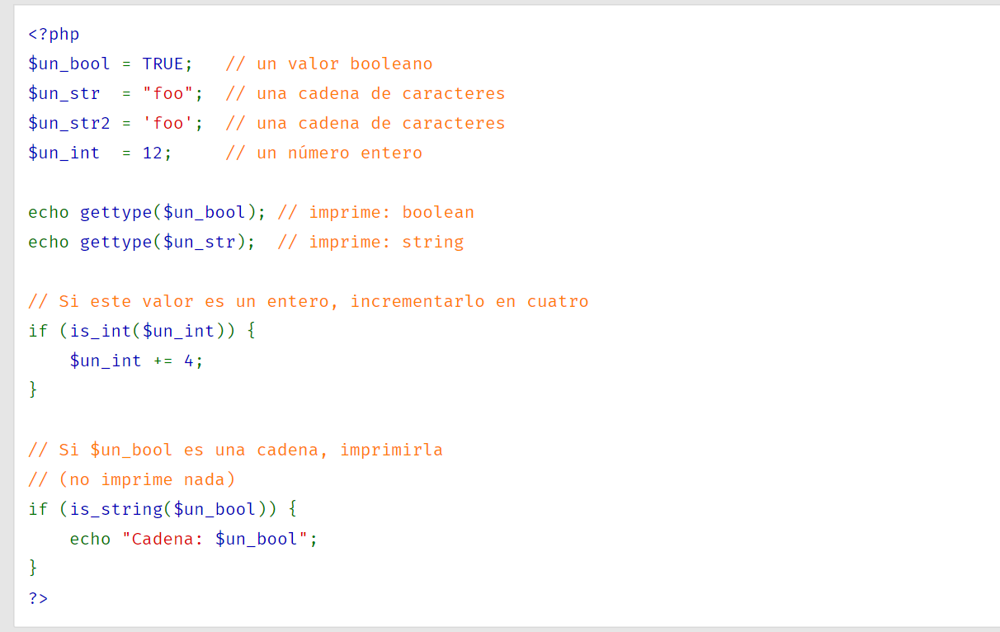 <?php
$un_bool = TRUE;   // un valor booleano
$un_str  = "foo";  // una cadena de caracteres
$un_str2 = 'foo';  // una cadena de caracteres
$un_int  = 12;     // un número entero

echo gettype($un_bool); // imprime: boolean
echo gettype($un_str);  // imprime: string

// Si este valor es un entero, incrementarlo en cuatro
if (is_int($un_int)) {
    $un_int += 4;
}

// Si $un_bool es una cadena, imprimirla
// (no imprime nada)
if (is_string($un_bool)) {
    echo "Cadena: $un_bool";
}
?>